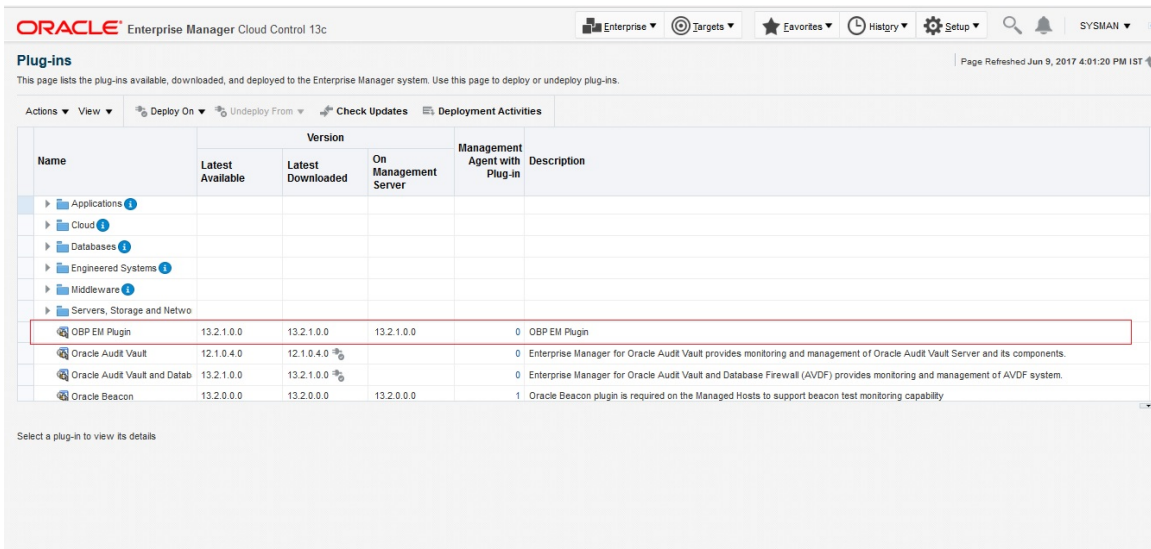 ORACLE Enterprise Manager Cloud Control 13c
Enterprise Targets Favorites History Setup SYSMAN
Plug-ins
Page Refreshed Jun 9, 2017 4:01:20 PM IST
This page lists the plug-ins available, downloaded, and deployed to the Enterprise Manager system. Use this page to deploy or undeploy plug-ins.
Actions View Deploy On Undeploy From Check Updates Deployment Activities
Name
Version
Latest Available
Latest Downloaded
On Management Server
Management Agent with Plug-in
Description
Applications
Cloud
Databases
Engineered Systems
Middleware
Servers, Storage and Netwo
OBP EM Plugin 13.2.1.0.0 13.2.1.0.0 13.2.1.0.0 0 OBP EM Plugin
Oracle Audit Vault 12.1.0.4.0 12.1.0.4.0 0 Enterprise Manager for Oracle Audit Vault provides monitoring and management of Oracle Audit Vault Server and its components.
Oracle Audit Vault and Datab 13.2.1.0.0 13.2.1.0.0 0 Enterprise Manager for Oracle Audit Vault and Database Firewall (AVDF) provides monitoring and management of AVDF system.
Oracle Beacon 13.2.0.0.0 13.2.0.0.0 13.2.0.0.0 1 Oracle Beacon plugin is required on the Managed Hosts to support beacon test monitoring capability
Select a plug-in to view its details